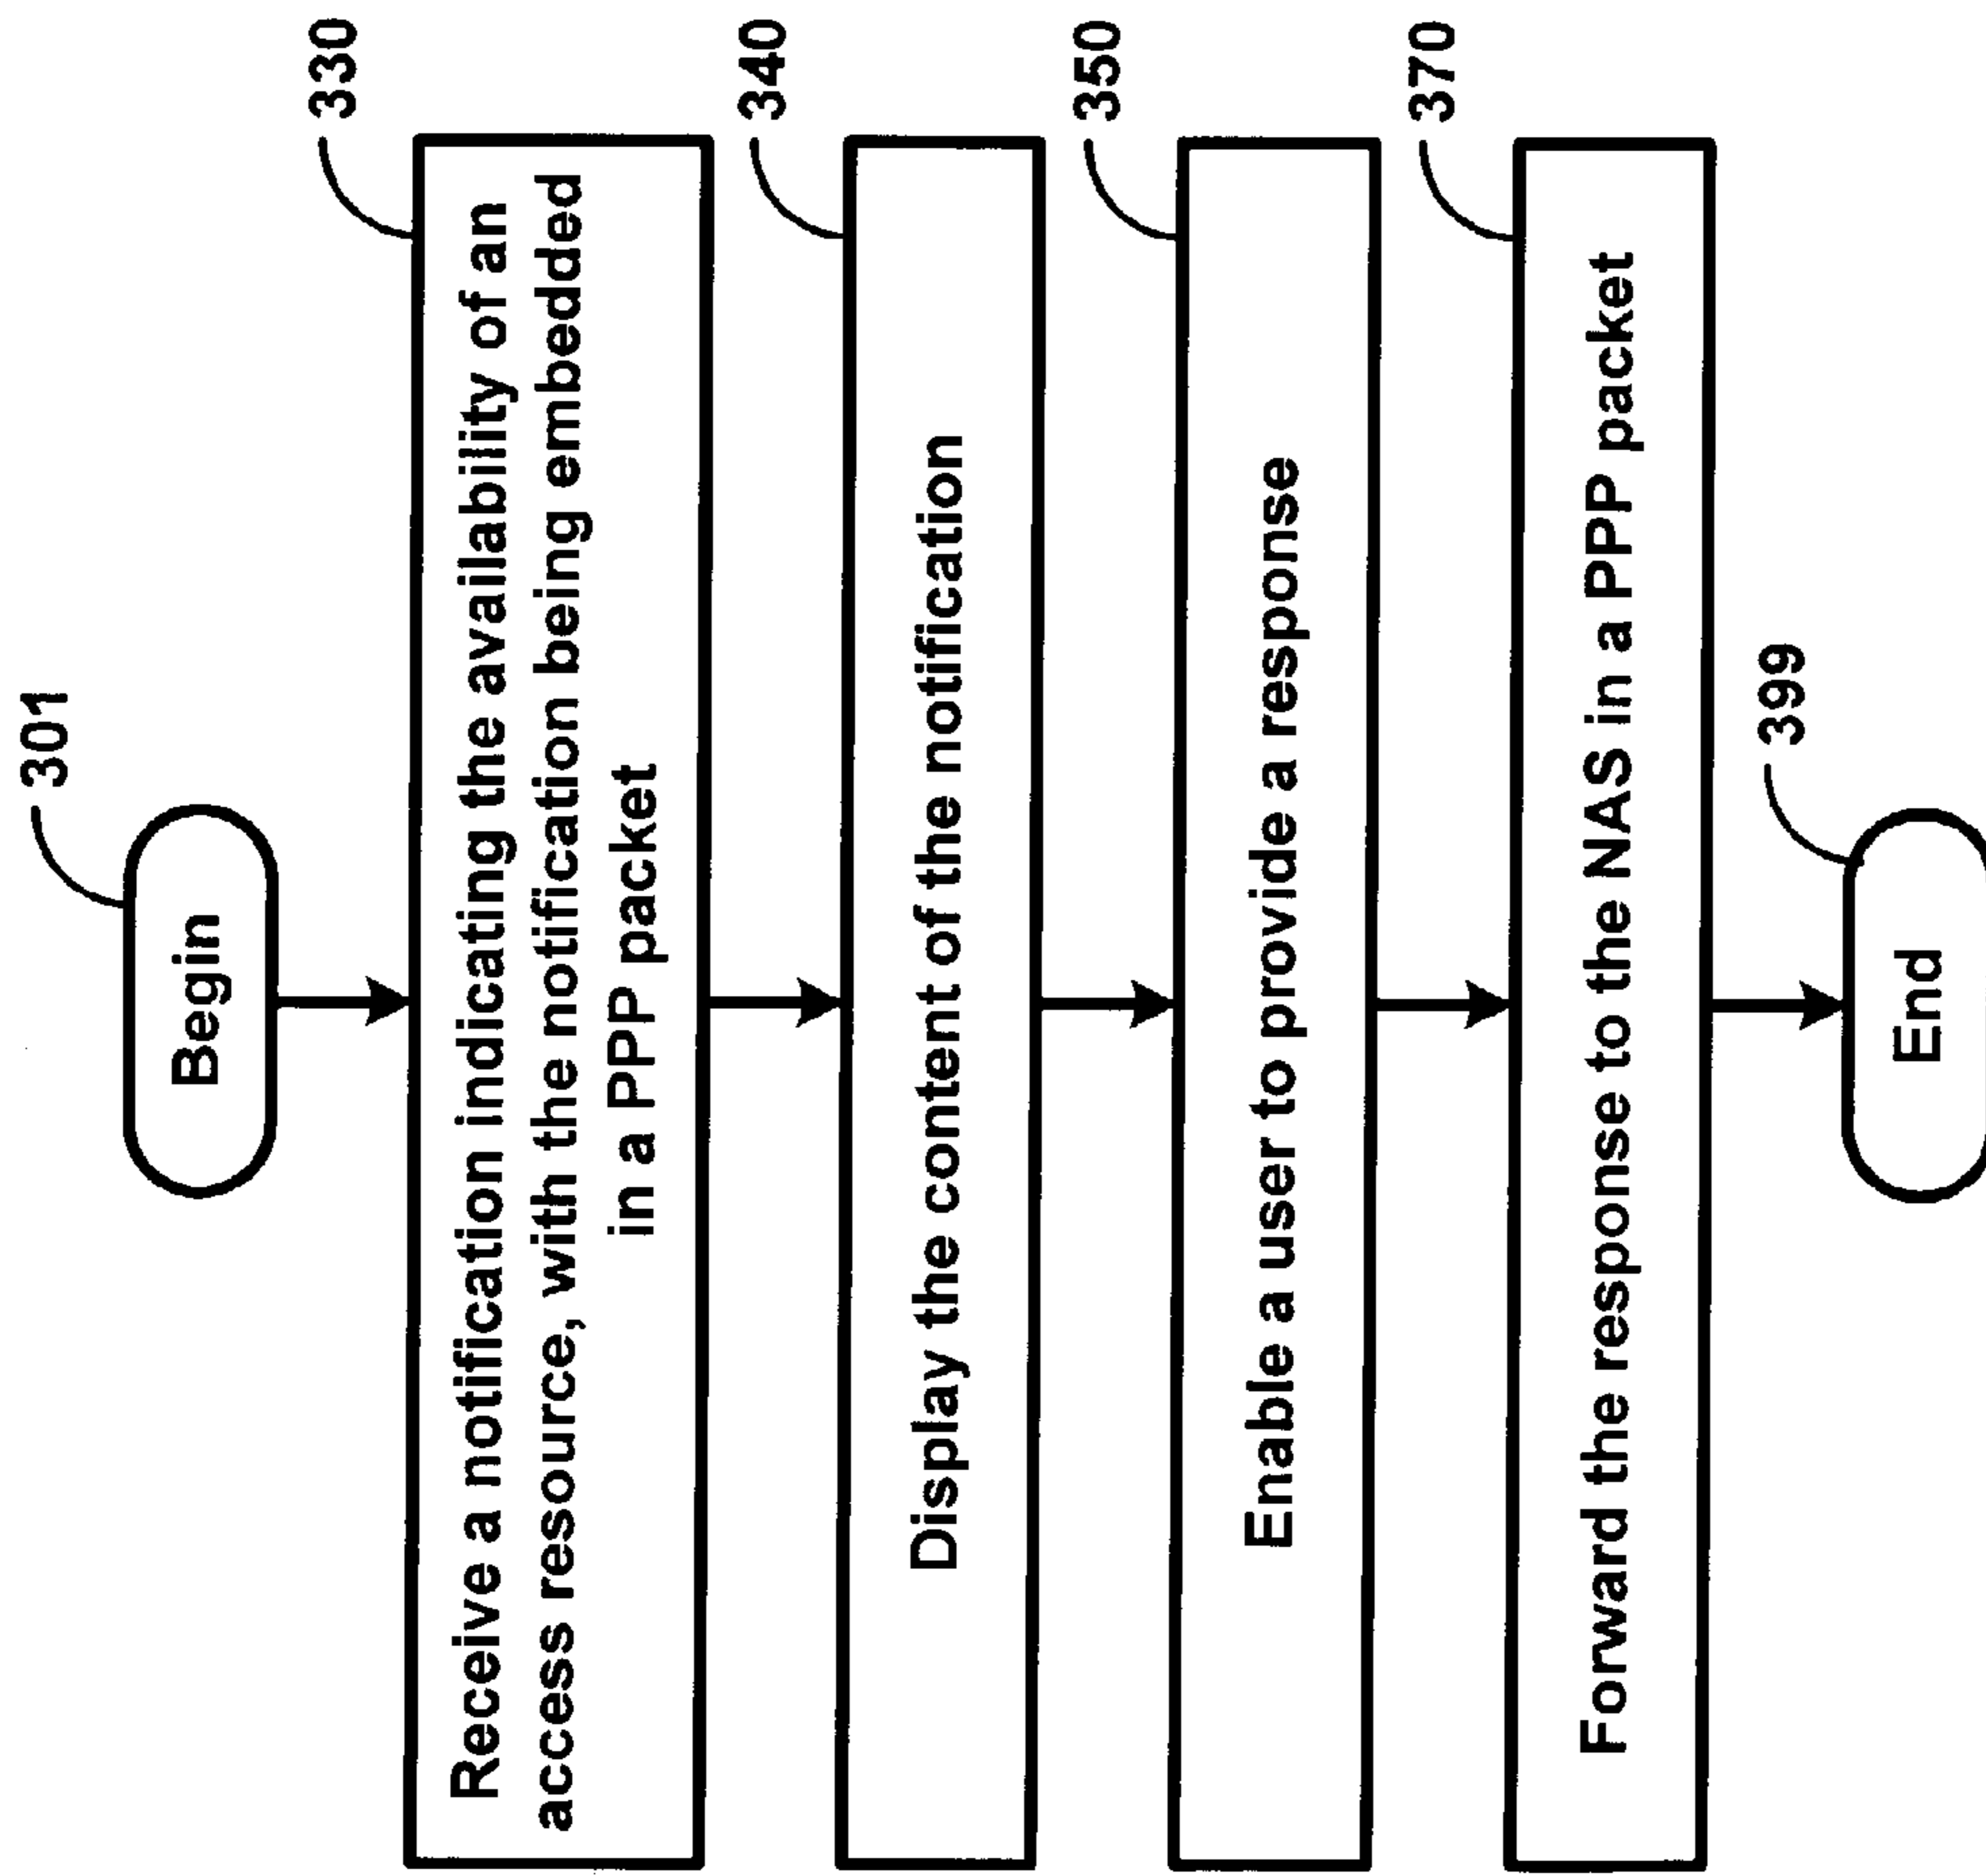 301
Begin
330
Receive a notification indicating the availability of an
access resource, with the notification being embedded
in a PPP packet
340
Display the content of the notification
350
Enable a user to provide a response
370
Forward the response to the NAS in a PPP packet
399
End